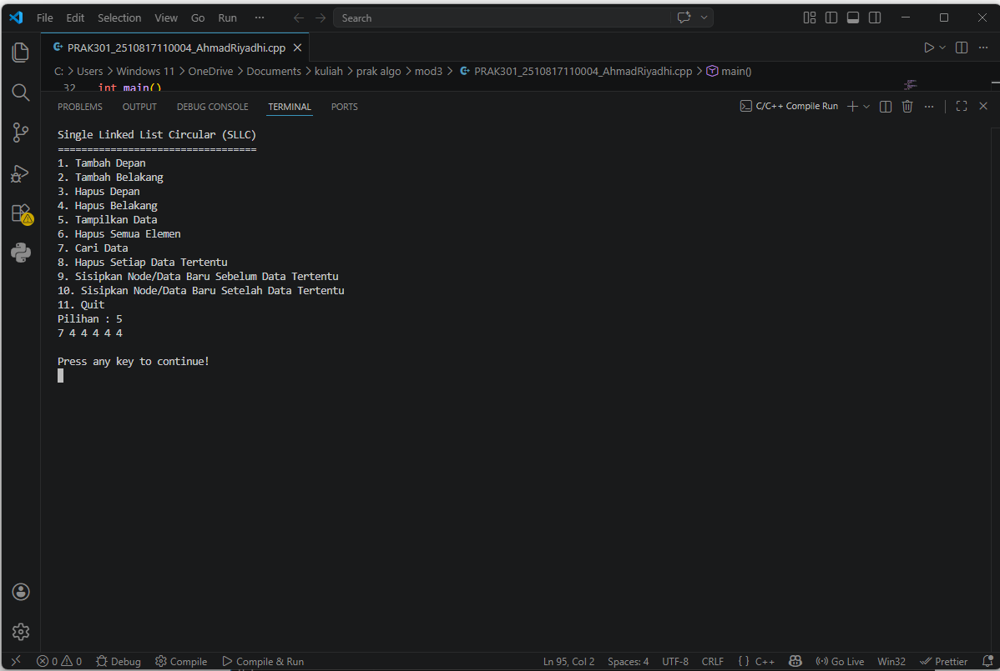 File Edit Selection View Go Run ··· Search
PRAK301_2510817110004_AhmadRiyadhi.cpp
C: > Users > Windows 11 > OneDrive > Documents > kuliah > prak algo > mod3 > PRAK301_2510817110004_AhmadRiyadhi.cpp > main()
32 int main()
PROBLEMS OUTPUT DEBUG CONSOLE TERMINAL PORTS C/C++ Compile Run
Single Linked List Circular (SLLC)
==================================
1. Tambah Depan
2. Tambah Belakang
3. Hapus Depan
4. Hapus Belakang
5. Tampilkan Data
6. Hapus Semua Elemen
7. Cari Data
8. Hapus Setiap Data Tertentu
9. Sisipkan Node/Data Baru Sebelum Data Tertentu
10. Sisipkan Node/Data Baru Setelah Data Tertentu
11. Quit
Pilihan : 5
7 4 4 4 4 4
Press any key to continue!
0 0 Debug Compile Compile & Run Ln 95, Col 2 Spaces: 4 UTF-8 CRLF { } C++ Go Live Win32 Prettier